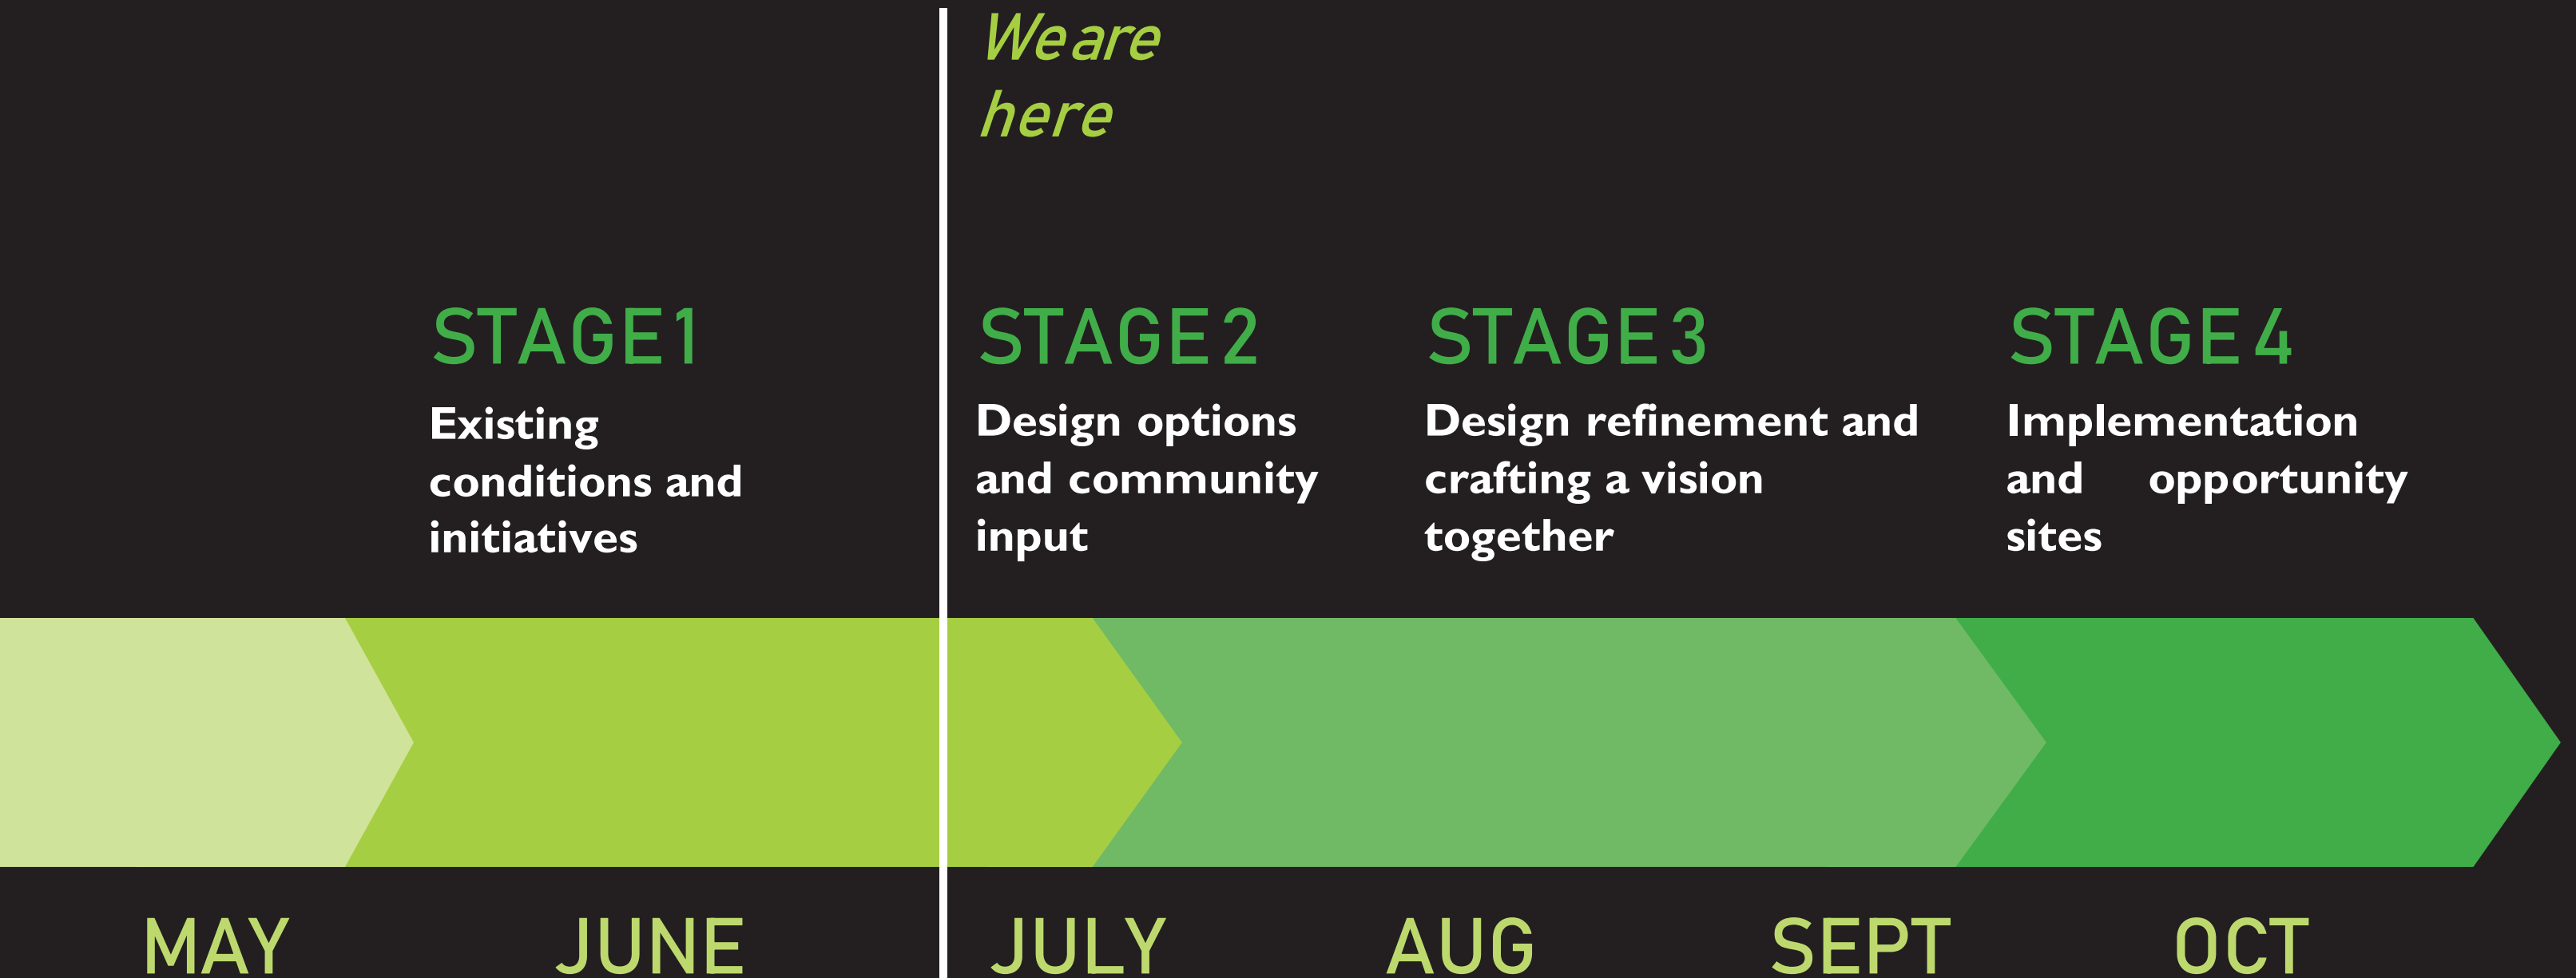 We are
here
STAGE 1
Existing
conditions and
initiatives
STAGE 2
Design options
and community
input
STAGE 3
Design refinement and
crafting a vision
together
STAGE 4
Implementation
and opportunity
sites
MAY JUNE JULY AUG SEPT OCT